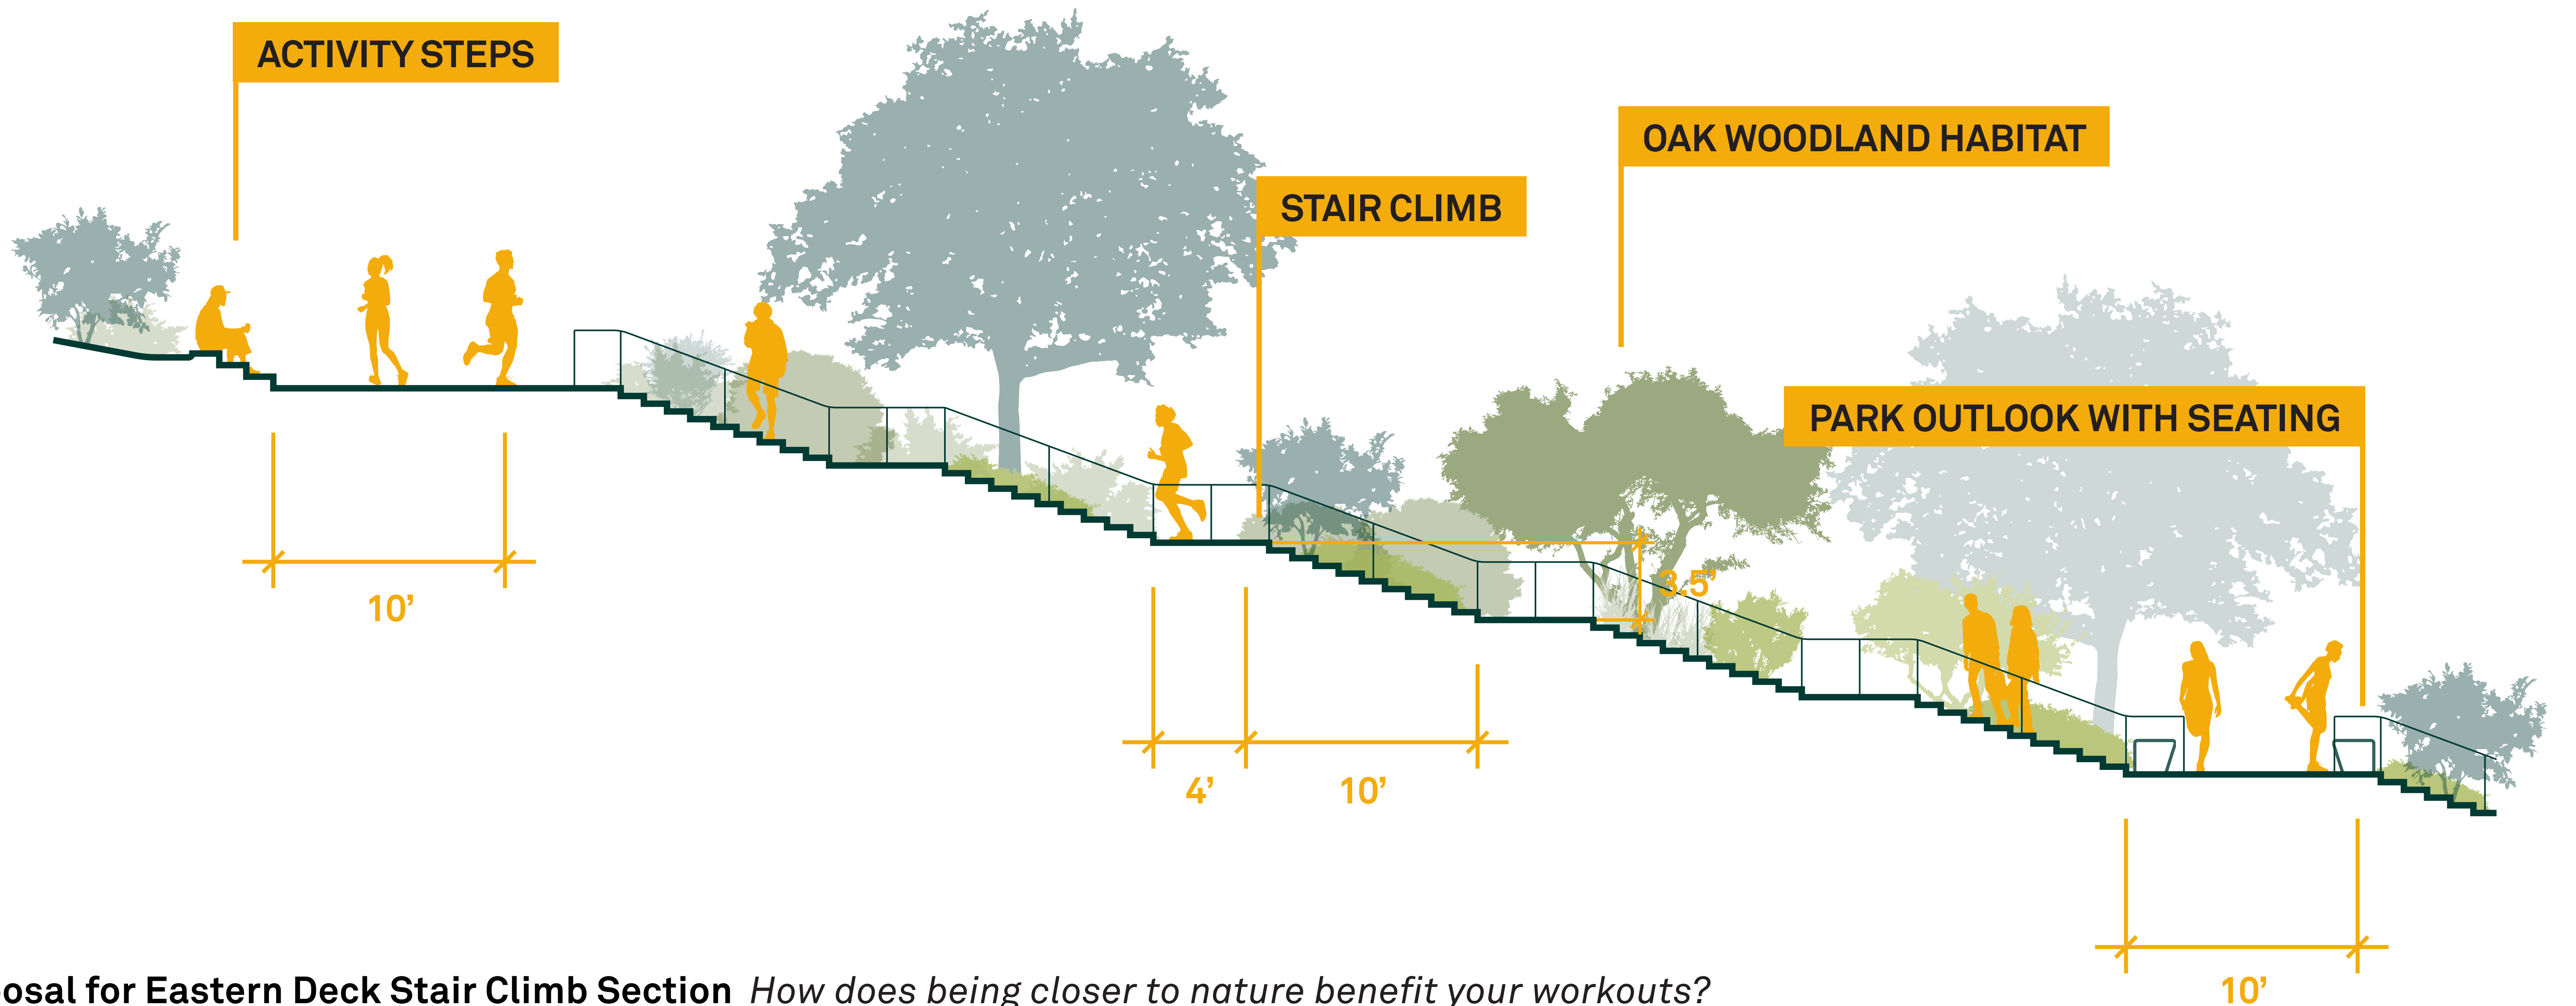 ACTIVITY STEPS
OAK WOODLAND HABITAT
STAIR CLIMB
PARK OUTLOOK WITH SEATING
3.5’
10’
4’
10’
10’
osal for Eastern Deck Stair Climb Section How does being closer to nature benefit your workouts?